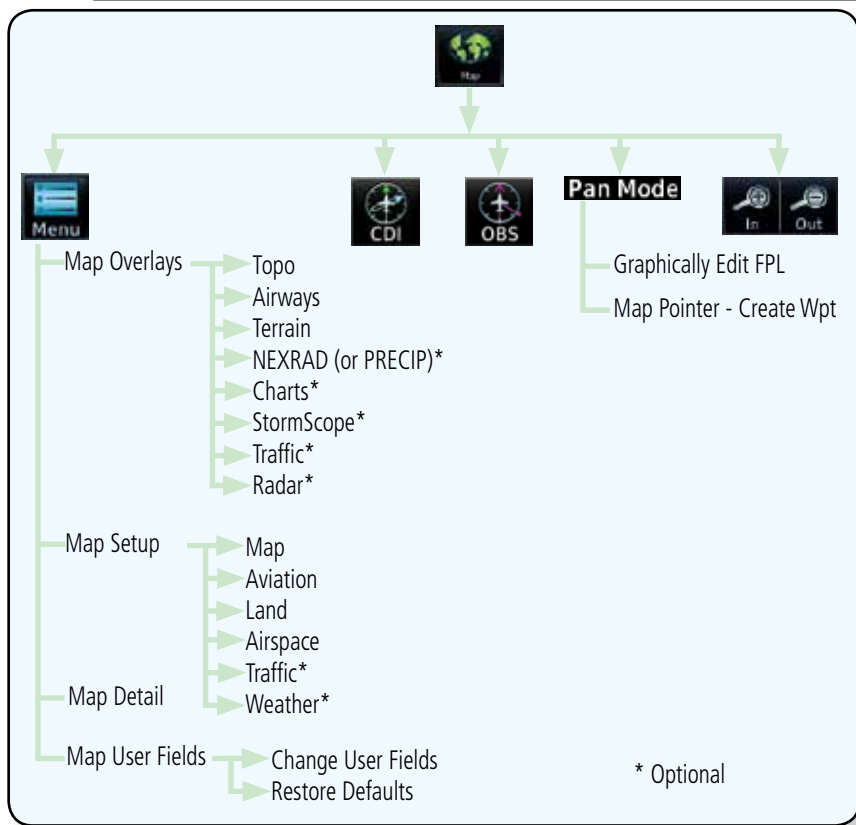 Map
Menu
CDI
OBS
Pan Mode
In
Out
Map Overlays
Topo
Airways
Terrain
NEXRAD (or PRECIP)*
Charts*
StormScope*
Traffic*
Radar*
Graphically Edit FPL
Map Pointer - Create Wpt
Map Setup
Map
Aviation
Land
Airspace
Traffic*
Weather*
Map Detail
Map User Fields
Change User Fields
Restore Defaults
* Optional